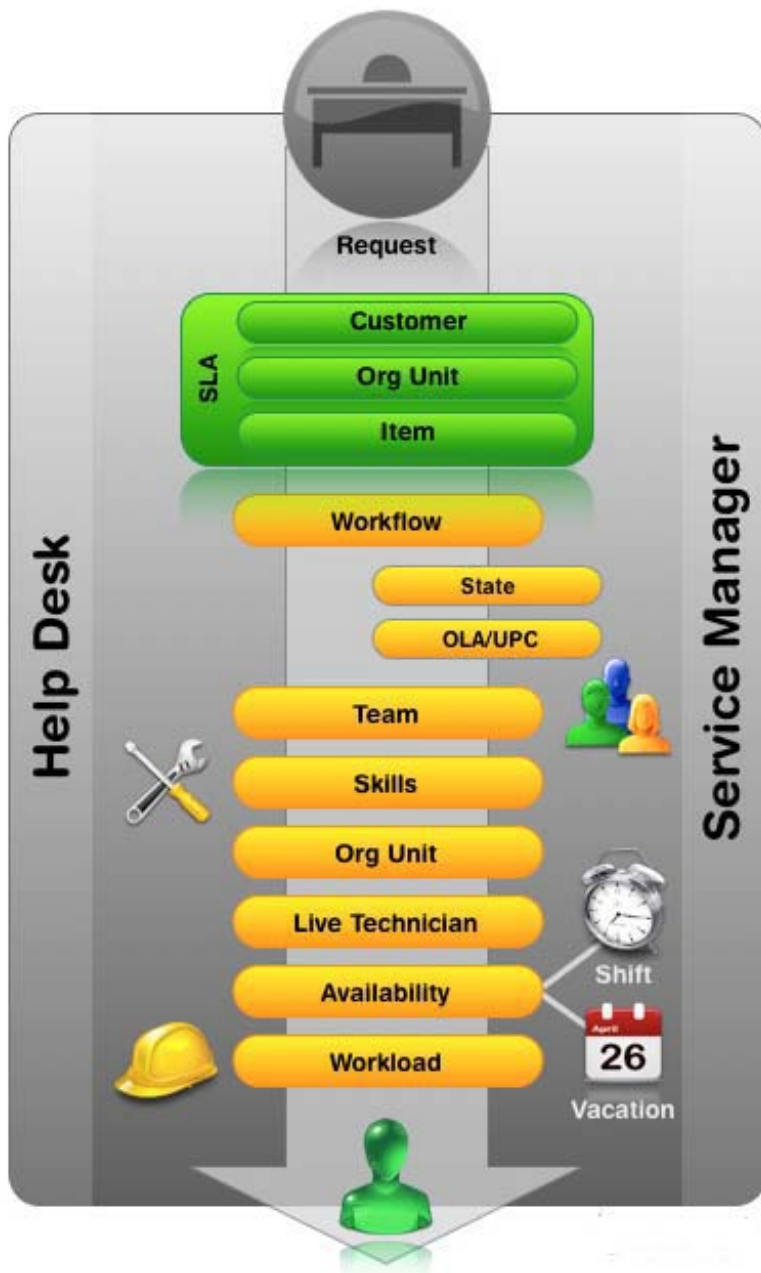 Request
SLA
Customer
Org Unit
Item
Workflow
State
OLA/UPC
Team
Skills
Org Unit
Live Technician
Availability
Workload
Shift
April
26
Vacation
Help Desk
Service Manager